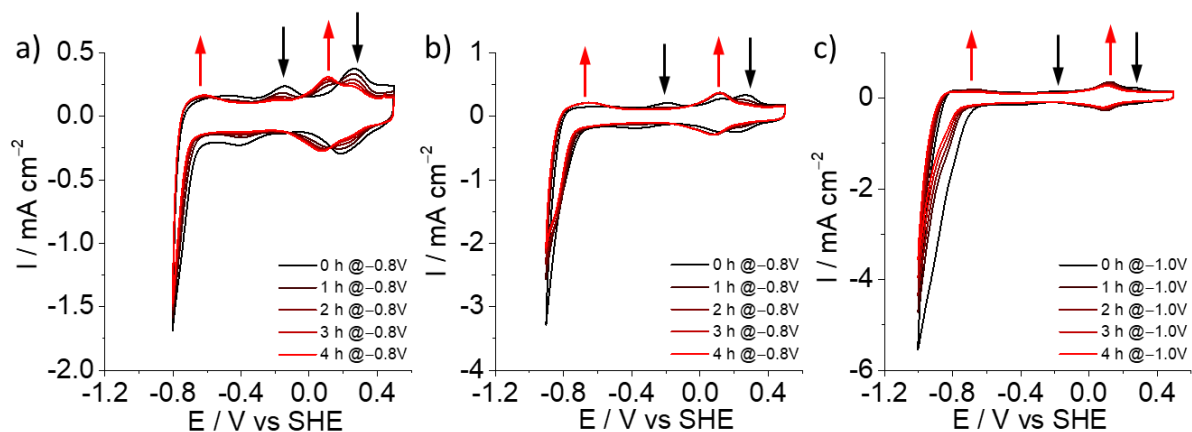 a)
0.5
0.0
-0.5
-1.0
-1.5
-2.0
I / mA cm⁻²
-1.2 -0.8 -0.4 0.0 0.4
E / V vs SHE
0 h @−0.8V
1 h @−0.8V
2 h @−0.8V
3 h @−0.8V
4 h @−0.8V
b)
1
0
-1
-2
-3
-4
I / mA cm⁻²
-1.2 -0.8 -0.4 0.0 0.4
E / V vs SHE
0 h @−0.8V
1 h @−0.8V
2 h @−0.8V
3 h @−0.8V
4 h @−0.8V
c)
0
-2
-4
-6
I / mA cm⁻²
-1.2 -0.8 -0.4 0.0 0.4
E / V vs SHE
0 h @−1.0V
1 h @−1.0V
2 h @−1.0V
3 h @−1.0V
4 h @−1.0V